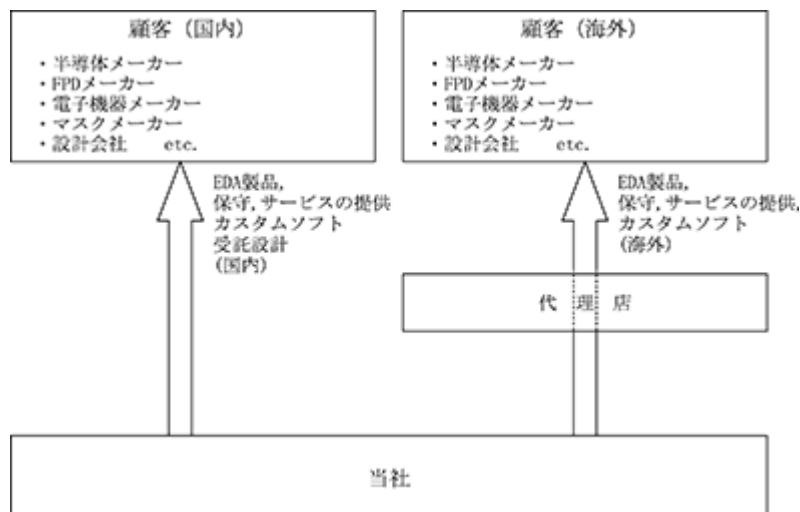 顧客（国内）
・半導体メーカー
・FPDメーカー
・電子機器メーカー
・マスクメーカー
・設計会社　etc.
顧客（海外）
・半導体メーカー
・FPDメーカー
・電子機器メーカー
・マスクメーカー
・設計会社　etc.
EDA製品,
保守,サービスの提供
カスタムソフト
受託設計
(国内)
EDA製品,
保守,サービスの提供,
カスタムソフト
(海外)
代理店
当社